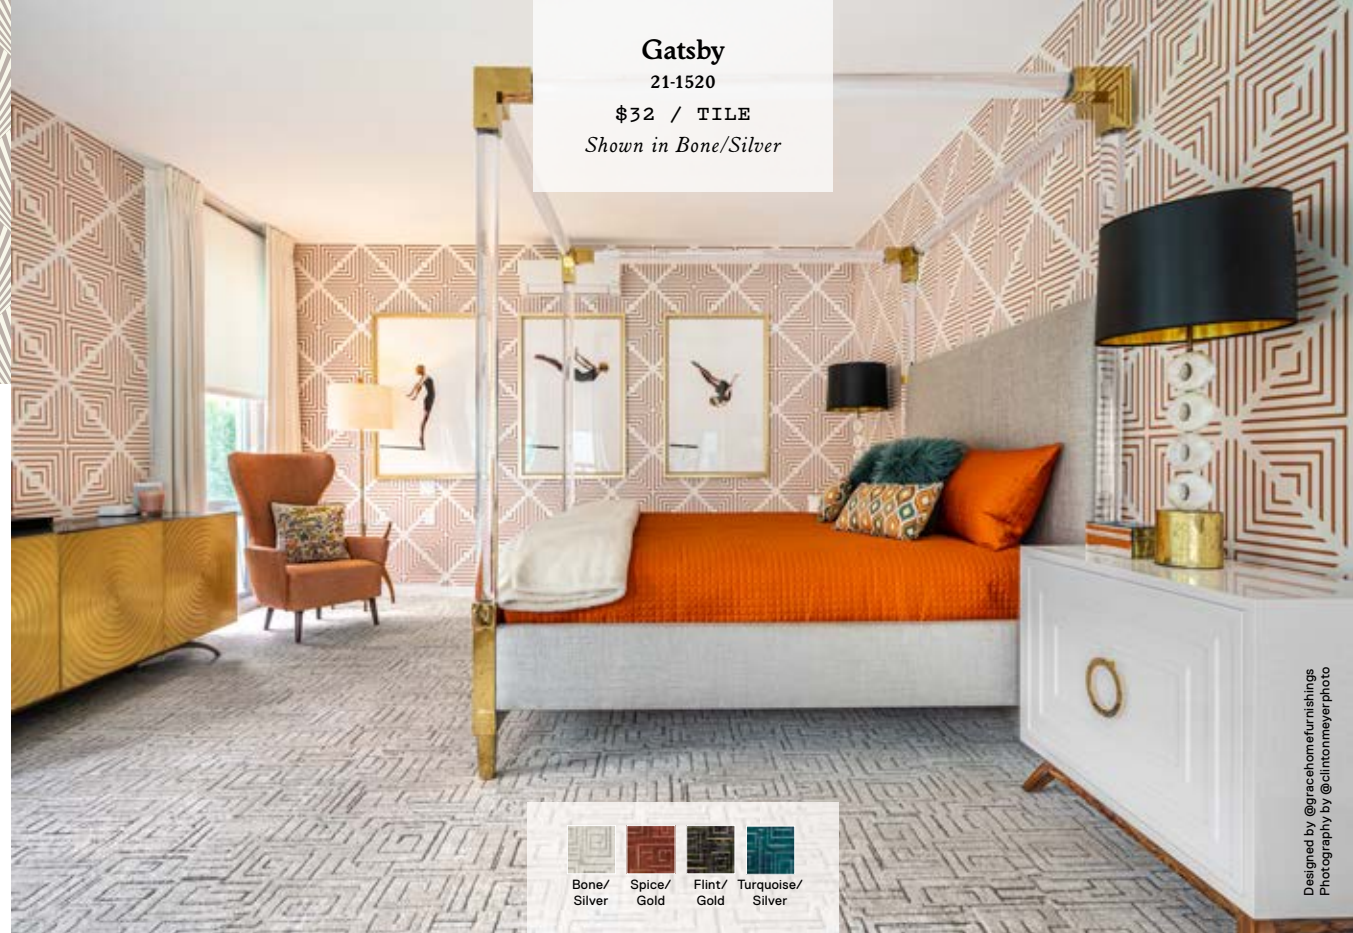 Gatsby
21-1520
$32 / TILE
Shown in Bone/Silver
Bone/
Silver
Spice/
Gold
Flint/
Gold
Turquoise/
Silver
Designed by @gracehomefurnishings
Photography by @clintonmeyerphoto